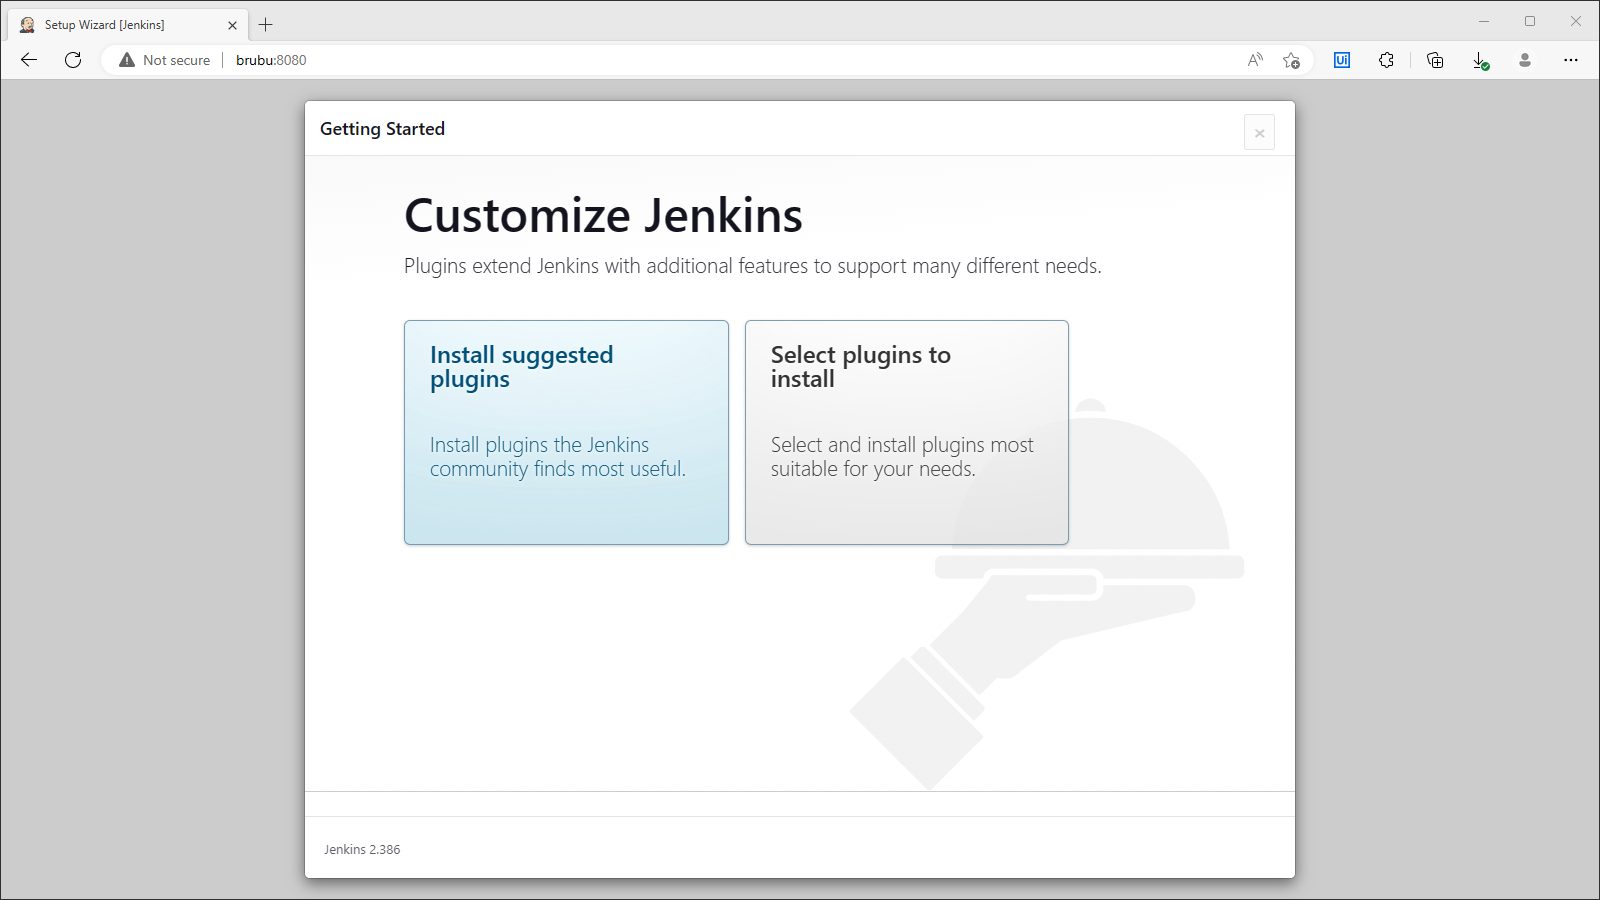 Setup Wizard [Jenkins]
Not secure
brubu:8080
Getting Started
Customize Jenkins
Plugins extend Jenkins with additional features to support many different needs.
Install suggested
plugins
Install plugins the Jenkins
community finds most useful.
Select plugins to
install
Select and install plugins most
suitable for your needs.
Jenkins 2.386